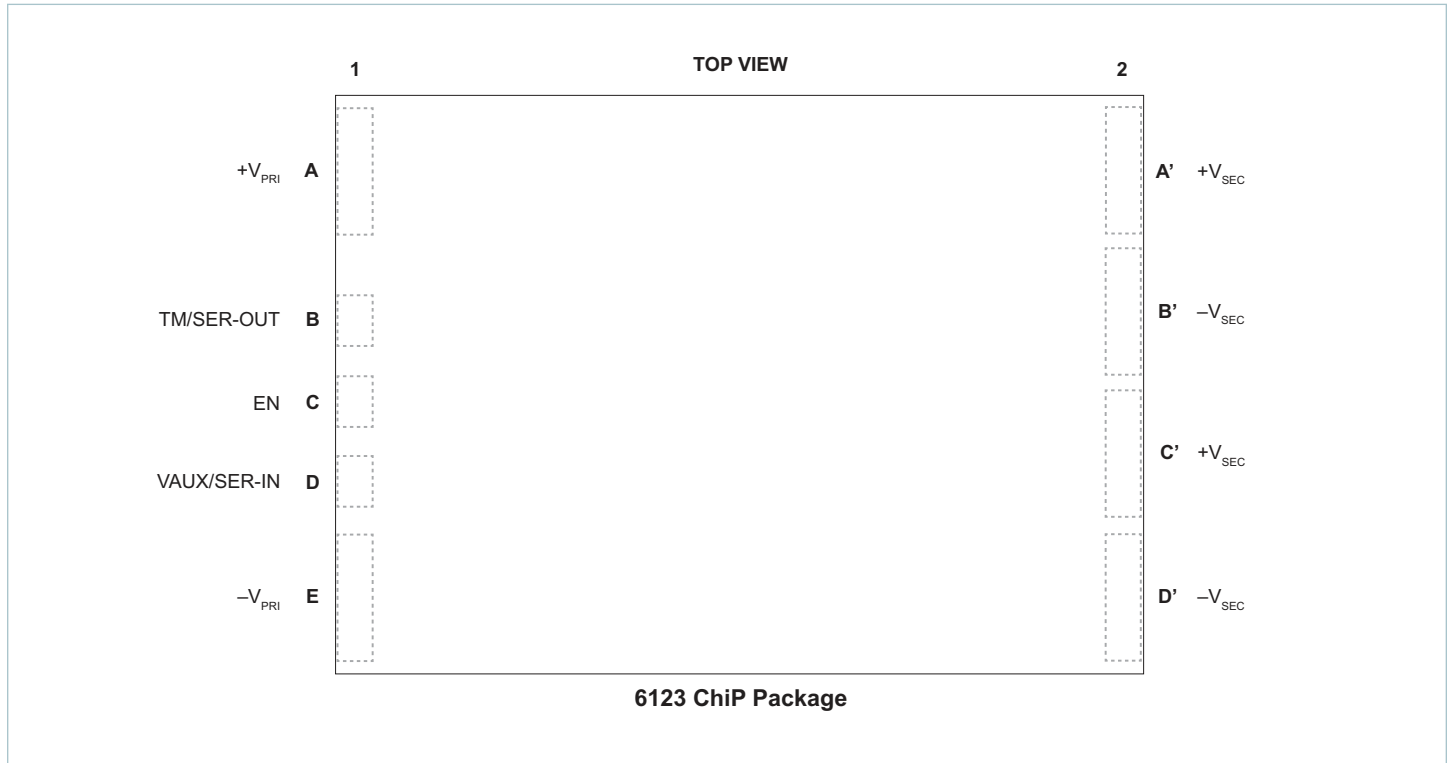 1 TOP VIEW 2
+VPRI A A’ +VSEC
TM/SER-OUT B B’ –VSEC
EN C
C’ +VSEC
VAUX/SER-IN D
–VPRI E D’ –VSEC
6123 ChiP Package